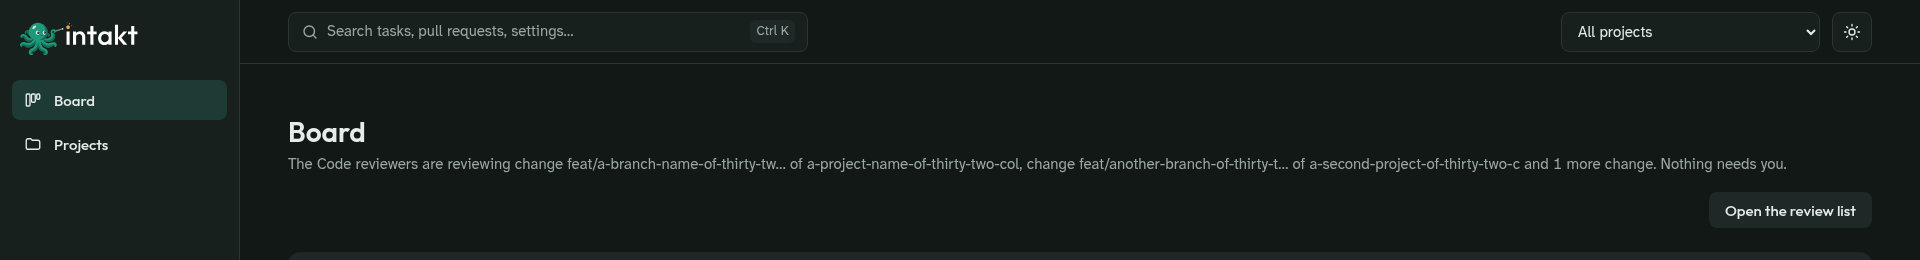 intakt
Search tasks, pull requests, settings...
Ctrl K
All projects
Board
Projects
Board
The Code reviewers are reviewing change feat/a-branch-name-of-thirty-tw... of a-project-name-of-thirty-two-col, change feat/another-branch-of-thirty-t... of a-second-project-of-thirty-two-c and 1 more change. Nothing needs you.
Open the review list